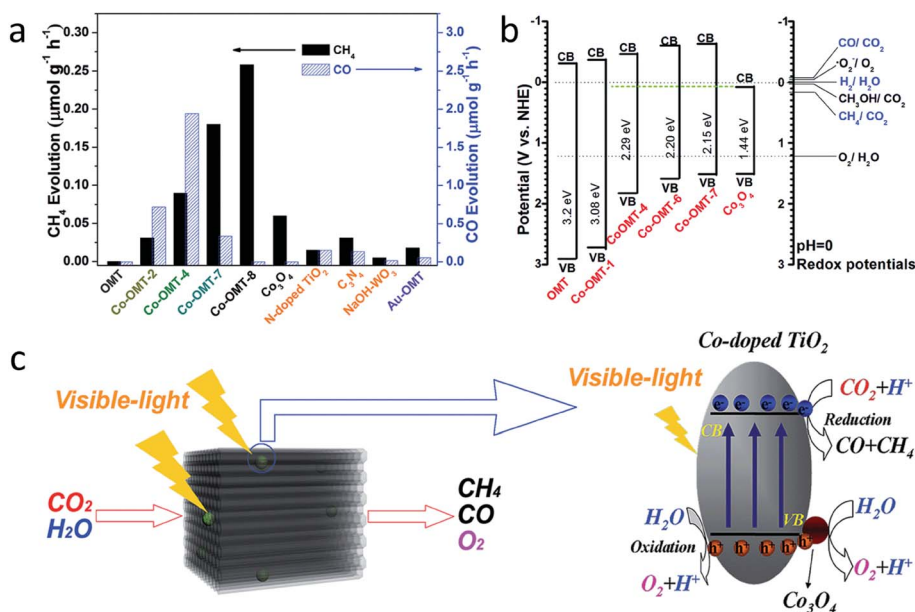 a
CH₄ Evolution (μmol g⁻¹ h⁻¹)
0.30
0.25
0.20
0.15
0.10
0.05
0.00
CH₄
CO
3.0
2.5
2.0
1.5
1.0
0.5
0.0
CO Evolution (μmol g⁻¹ h⁻¹)
OMT
Co-OMT-2
Co-OMT-4
Co-OMT-7
Co-OMT-8
Co₃O₄
N-doped TiO₂
C₃N₄
NaOH-WO₃
Au-OMT
b
Potential (V vs. NHE)
-1
0
1
2
3
CB
CB
CB
CB
CB
CB
3.2 eV
3.08 eV
2.29 eV
2.20 eV
2.15 eV
1.44 eV
VB
VB
VB
VB
VB
VB
OMT
Co-OMT-1
CoOMT-4
Co-OMT-6
Co-OMT-7
Co₃O₄
-1
0
1
2
3
CO/ CO₂
·O₂⁻/ O₂
H₂/ H₂O
CH₃OH/ CO₂
CH₄/ CO₂
O₂/ H₂O
pH=0
Redox potentials
c
Visible-light
CO₂
H₂O
CH₄
CO
O₂
Co-doped TiO₂
Visible-light
e⁻ e⁻ e⁻ e⁻ e⁻
CB
CO₂+H⁺
Reduction
CO+CH₄
H₂O
VB
H₂O
Oxidation
h⁺ h⁺ h⁺ h⁺ h⁺
O₂+H⁺
O₂+H⁺
Co₃O₄